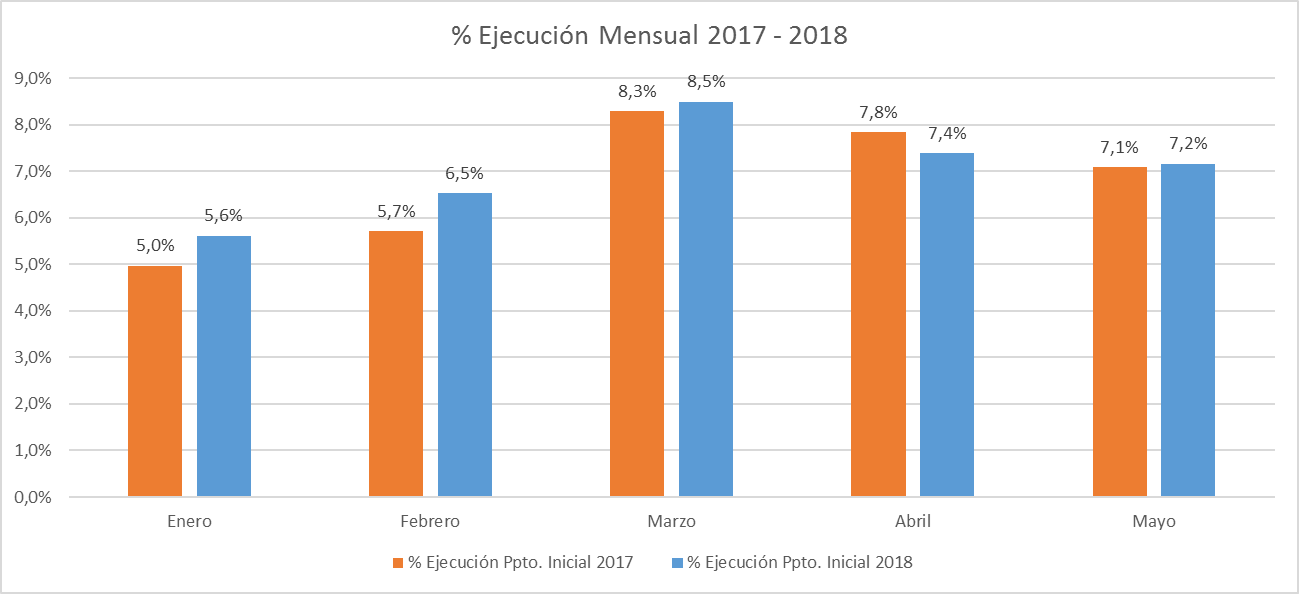 % Ejecución Mensual 2017 - 2018
9,0%
8,0%
7,0%
6,0%
5,0%
4,0%
3,0%
2,0%
1,0%
0,0%
5,0%
5,6%
5,7%
6,5%
8,3%
8,5%
7,8%
7,4%
7,1%
7,2%
Enero
Febrero
Marzo
Abril
Mayo
% Ejecución Ppto. Inicial 2017
% Ejecución Ppto. Inicial 2018